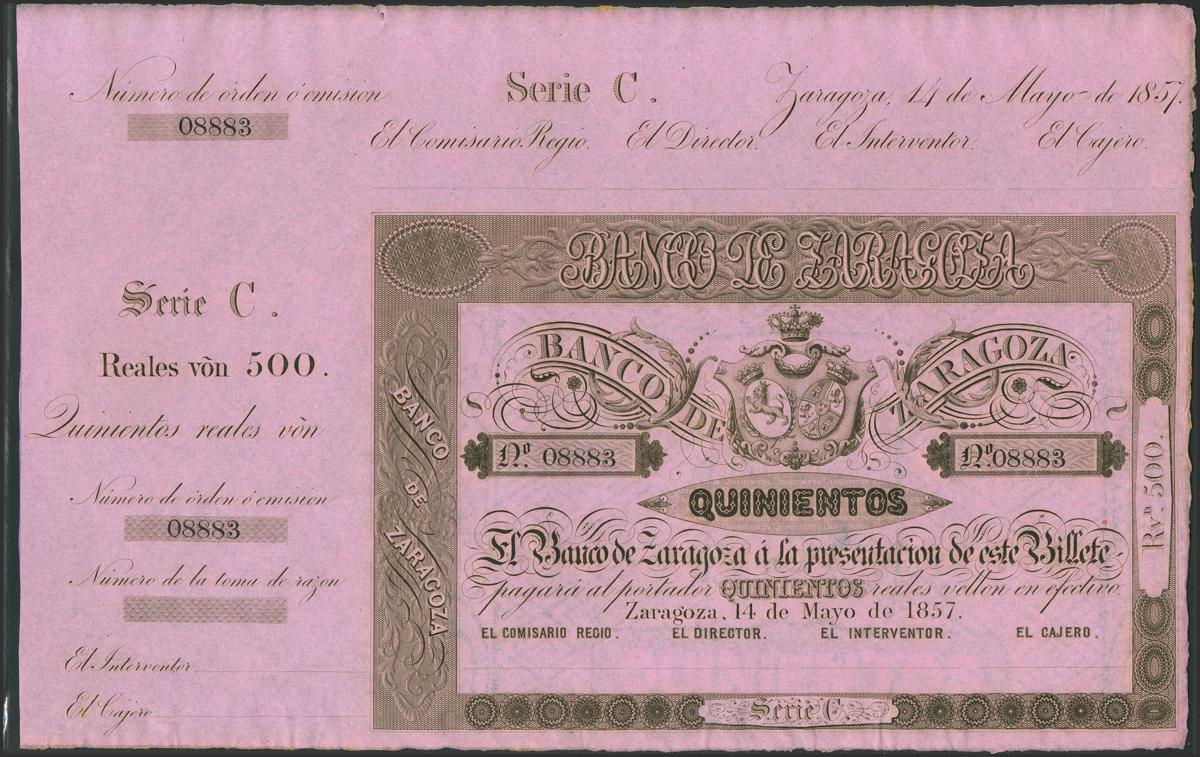 Número de órden ó emision
08883
Serie C.
Zaragoza, 14 de Mayo de 1857.
El Comisario Regio. El Director. El Interventor. El Cajero.
Serie C.
Reales vōn 500.
Quinientos reales vōn
Número de órden ó emision
08883
Número de la toma de razon
El Interventor
El Cajero
BANCO DE ZARAGOZA
BANCO DE ZARAGOZA
BANCO DE ZARAGOZA
Nº 08883
Nº 08883
QUINIENTOS
El Banco de Zaragoza á la presentacion de este Billete
pagará al portador QUINIENTOS reales vellon en efectivo.
Zaragoza, 14 de Mayo de 1857.
EL COMISARIO REGIO. EL DIRECTOR. EL INTERVENTOR. EL CAJERO.
Rvⁿ. 500.
Serie C.